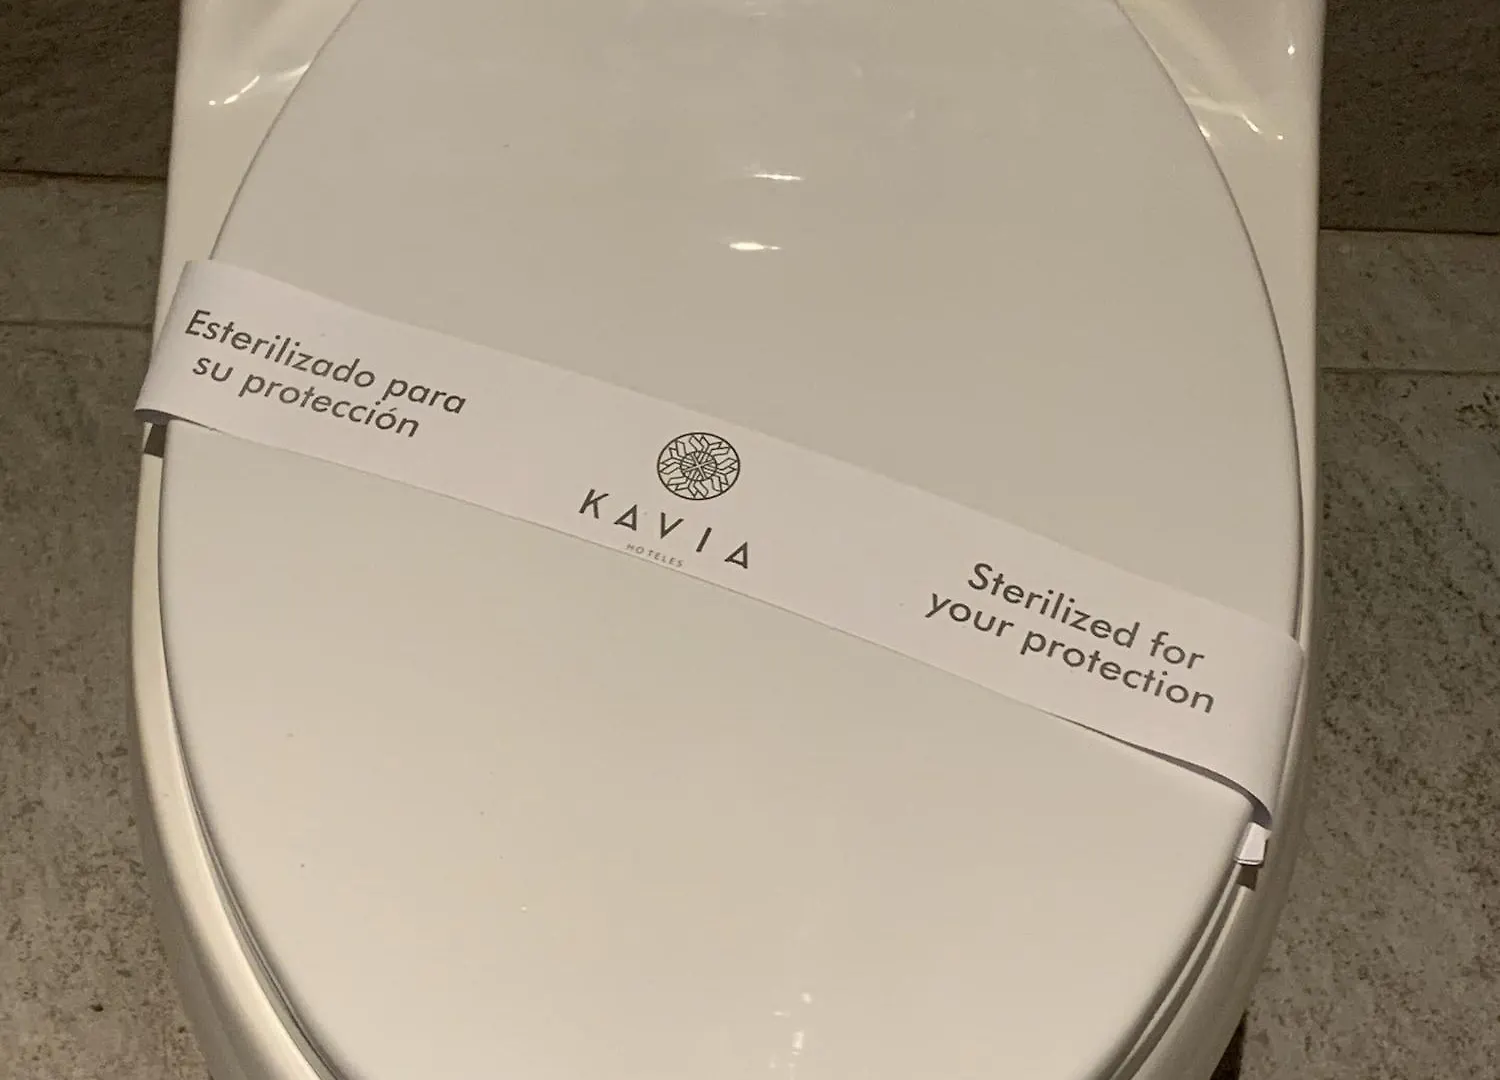 Esterilizado para
su protección
KAVIA
HOTELES
Sterilized for
your protection